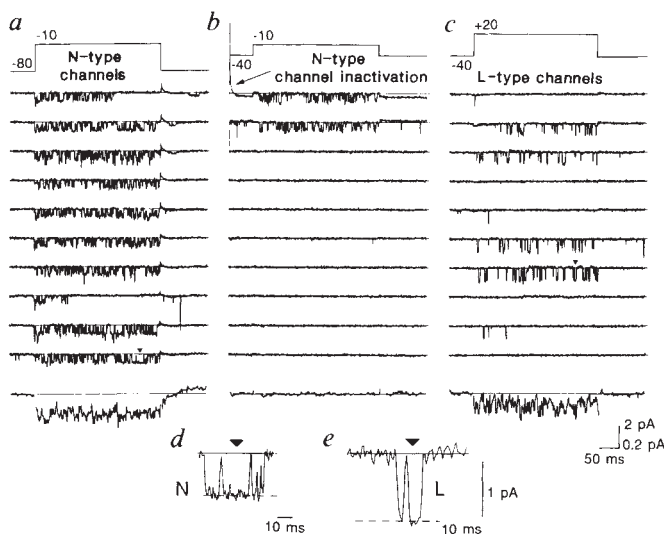 a
-10
-80
N-type
channels
b
-10
-40
N-type
channel inactivation
c
+20
-40
L-type channels
2 pA
0.2 pA
50 ms
d
N
10 ms
e
L
1 pA
10 ms